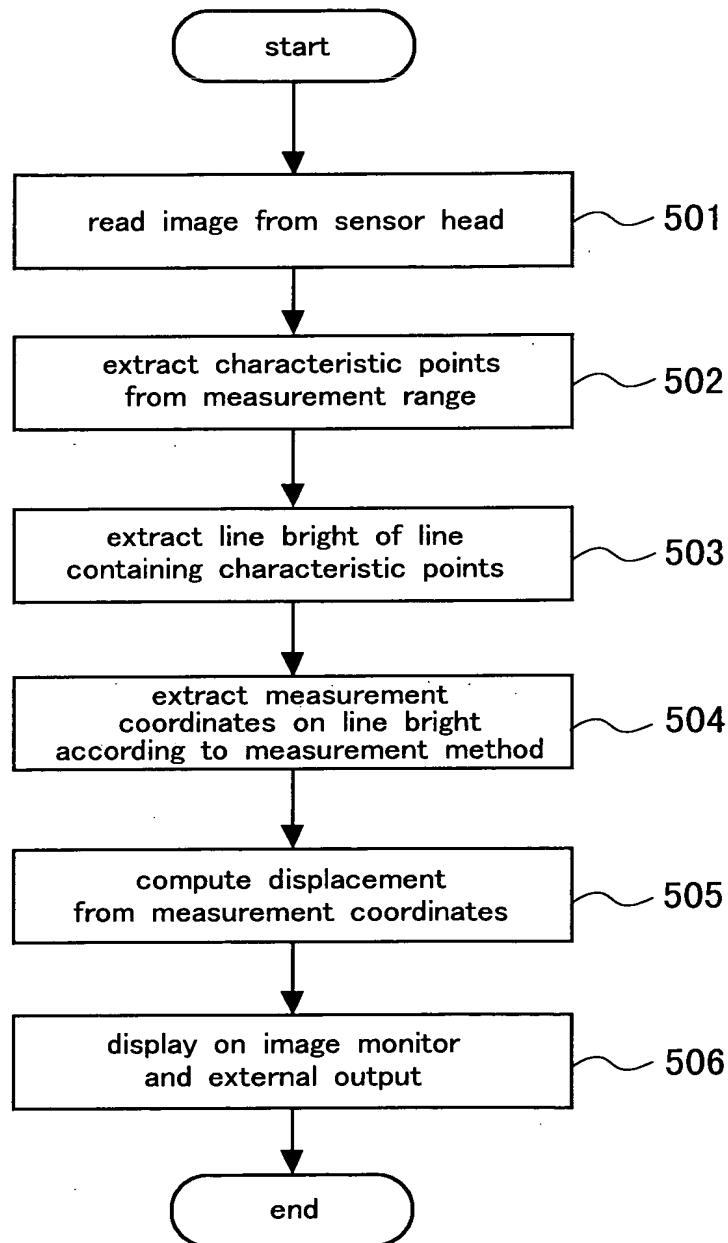 start
read image from sensor head
501
extract characteristic points
from measurement range
502
extract line bright of line
containing characteristic points
503
extract measurement
coordinates on line bright
according to measurement method
504
compute displacement
from measurement coordinates
505
display on image monitor
and external output
506
end